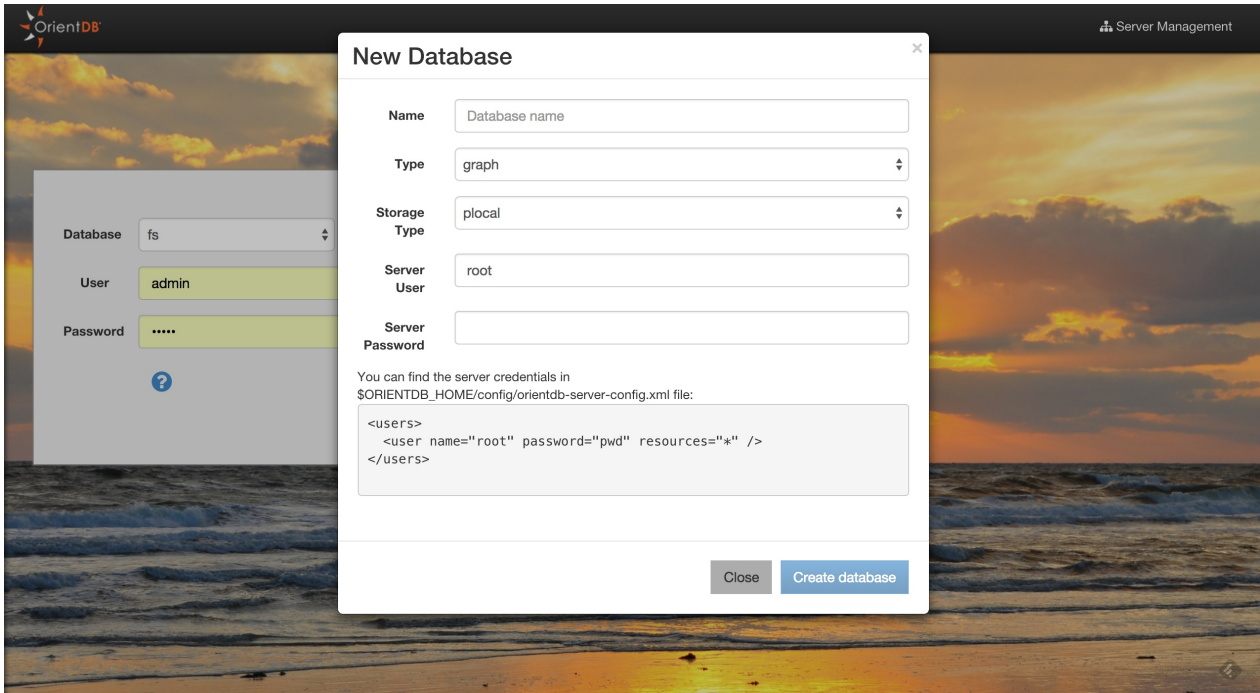 OrientDB
Server Management
New Database
×
Name
Database name
Type
graph
Storage
Type
plocal
Server
User
root
Server
Password
You can find the server credentials in
$ORIENTDB_HOME/config/orientdb-server-config.xml file:
<users>
<user name="root" password="pwd" resources="*" />
</users>
Close
Create database
Database
fs
User
admin
Password
•••••
?